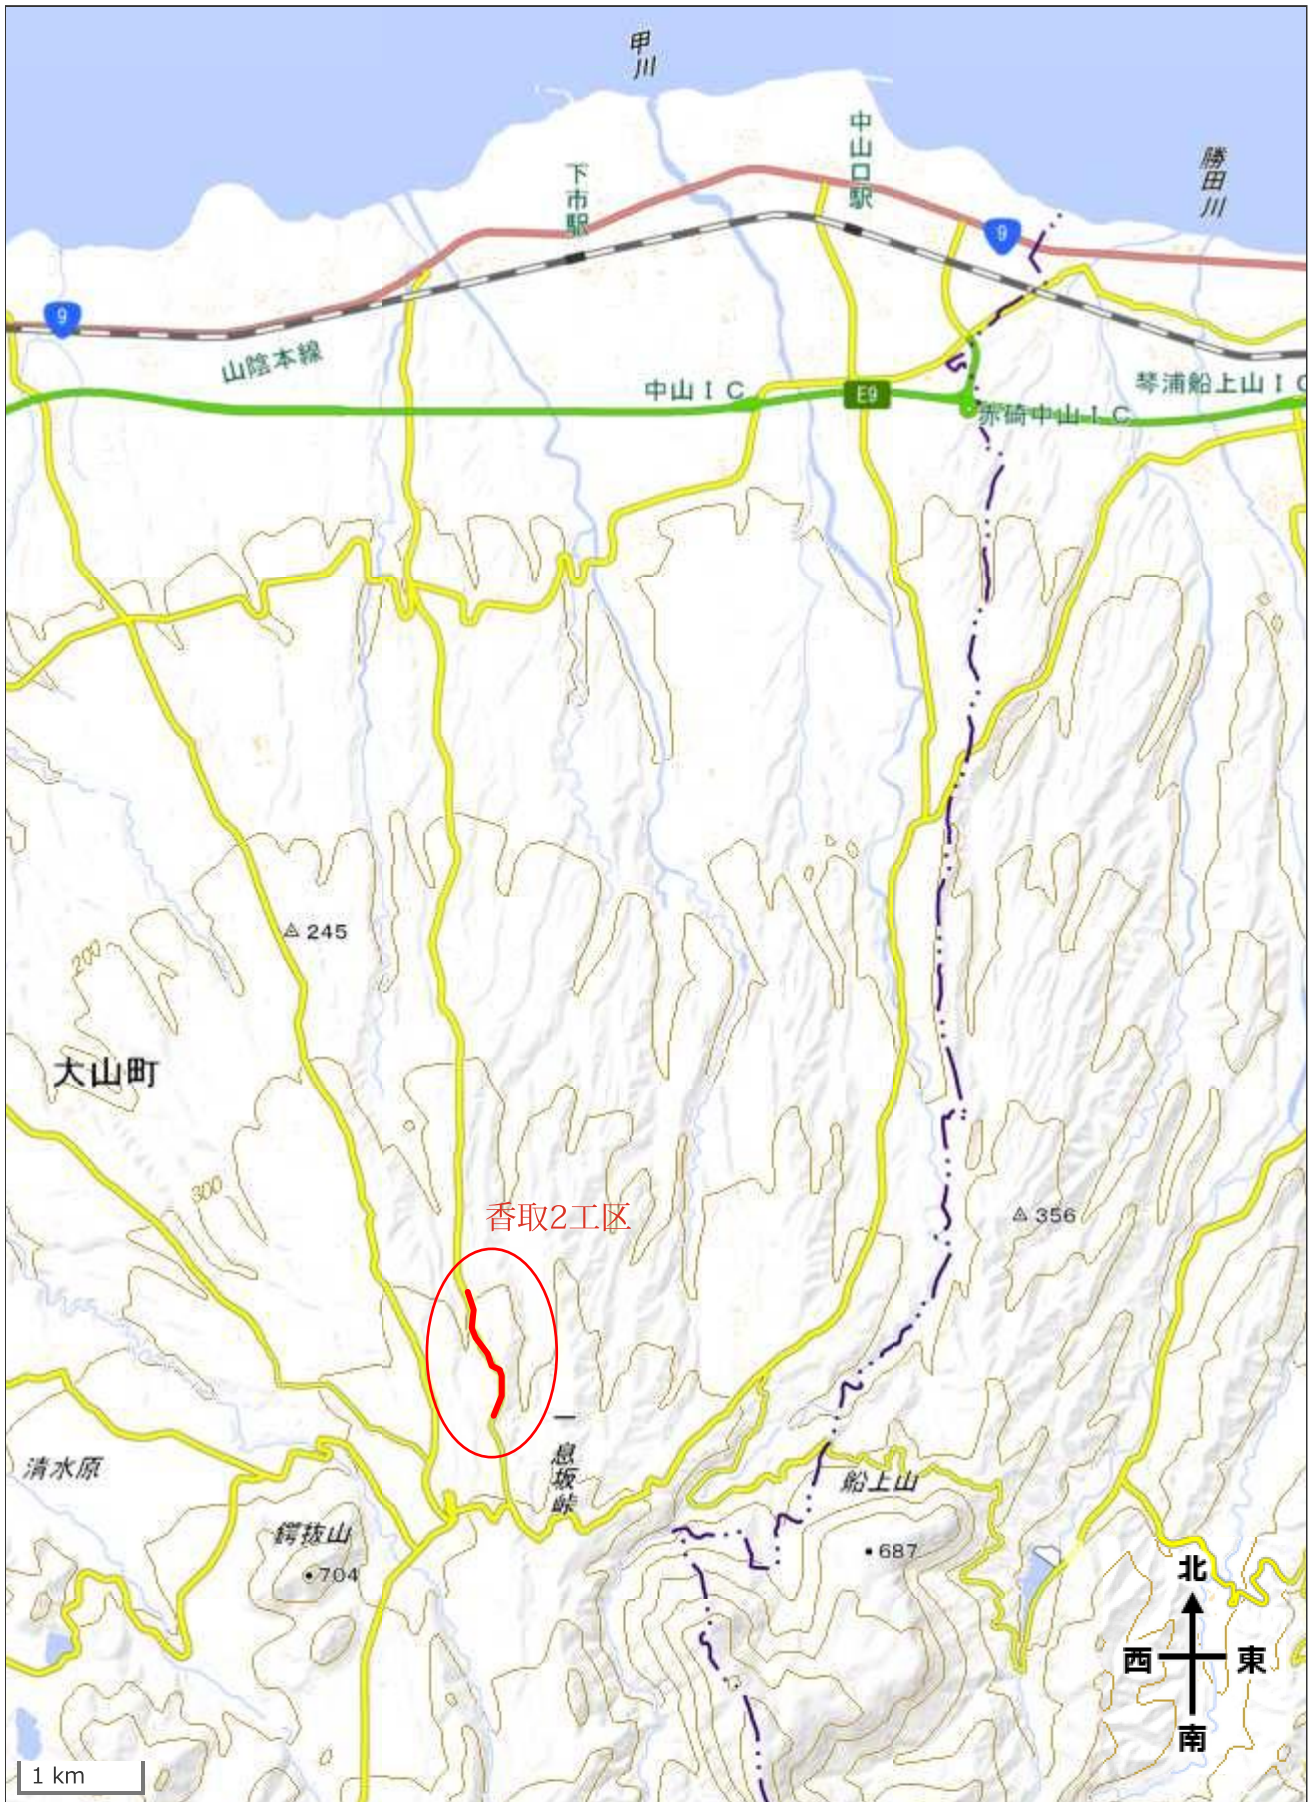 甲川
中山口駅
勝田川
下市駅
9
9
山陰本線
中山IC
E9
琴浦船上山IC
赤碕中山IC
245
200
大山町
300
香取2工区
356
一息坂峠
清水原
船上山
鍔抜山
687
704
北
西
東
南
1 km